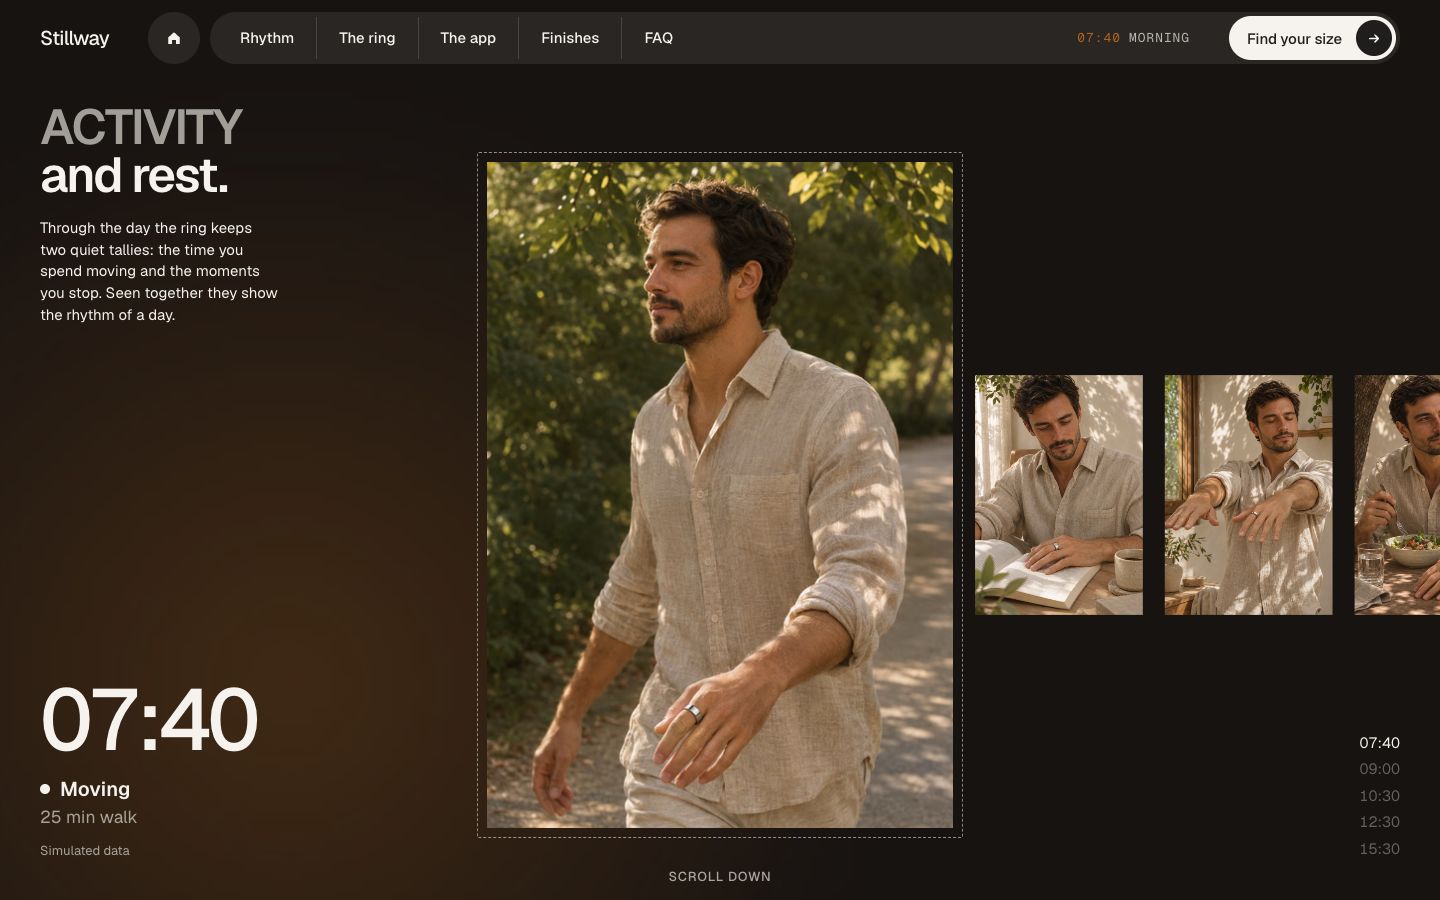 Stillway
Rhythm
The ring
The app
Finishes
FAQ
07:40 MORNING
Find your size
ACTIVITY
and rest.
Through the day the ring keeps
two quiet tallies: the time you
spend moving and the moments
you stop. Seen together they show
the rhythm of a day.
07:40
Moving
25 min walk
Simulated data
07:40
09:00
10:30
12:30
15:30
SCROLL DOWN